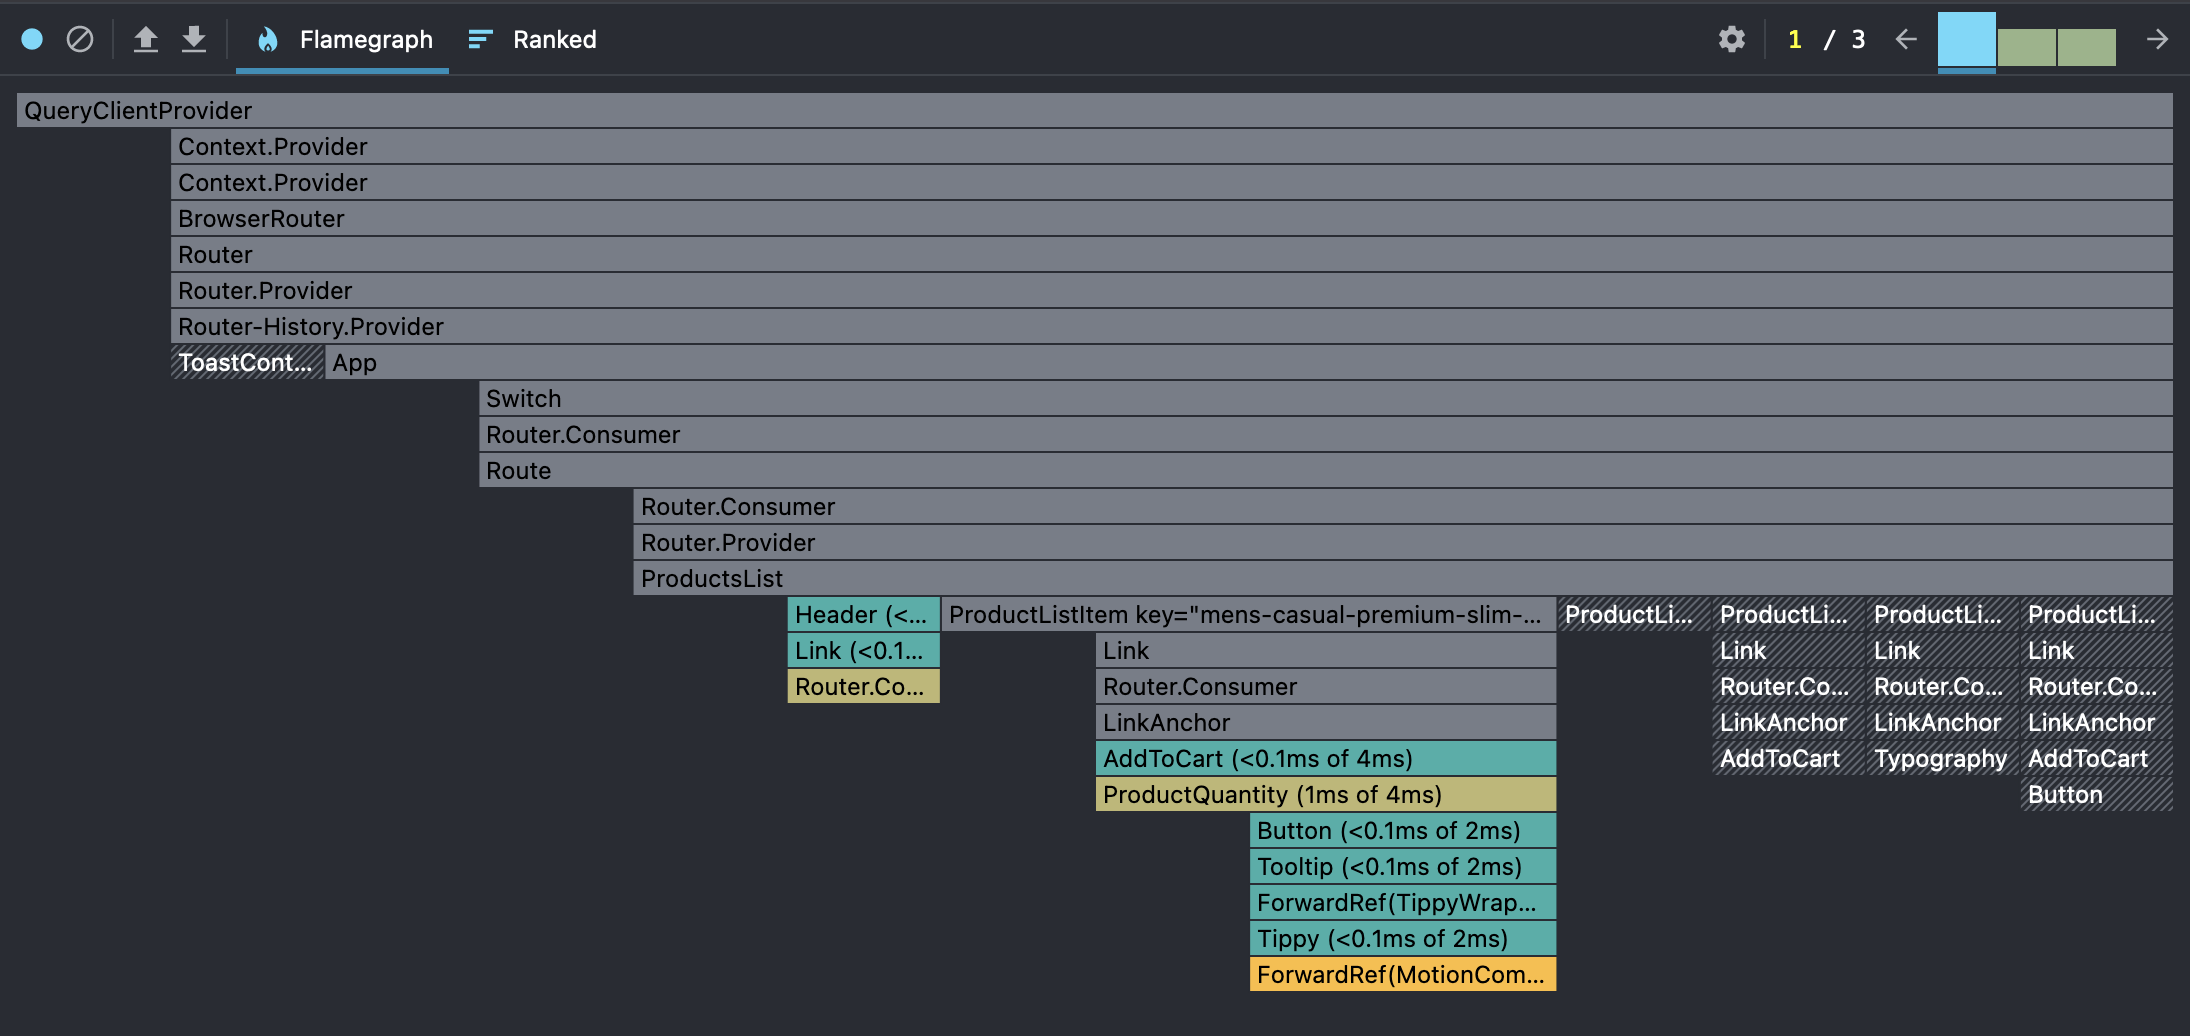 Flamegraph Ranked 1 / 3
QueryClientProvider
Context.Provider
Context.Provider
BrowserRouter
Router
Router.Provider
Router-History.Provider
ToastCont... App
Switch
Router.Consumer
Route
Router.Consumer
Router.Provider
ProductsList
Header (<... ProductListItem key="mens-casual-premium-slim-... ProductLi... ProductLi... ProductLi... ProductLi...
Link (<0.1... Link Link Link Link
Router.Co... Router.Consumer Router.Co... Router.Co... Router.Co...
LinkAnchor LinkAnchor LinkAnchor LinkAnchor
AddToCart (<0.1ms of 4ms) AddToCart Typography AddToCart
ProductQuantity (1ms of 4ms) Button
Button (<0.1ms of 2ms)
Tooltip (<0.1ms of 2ms)
ForwardRef(TippyWrap...
Tippy (<0.1ms of 2ms)
ForwardRef(MotionCom...